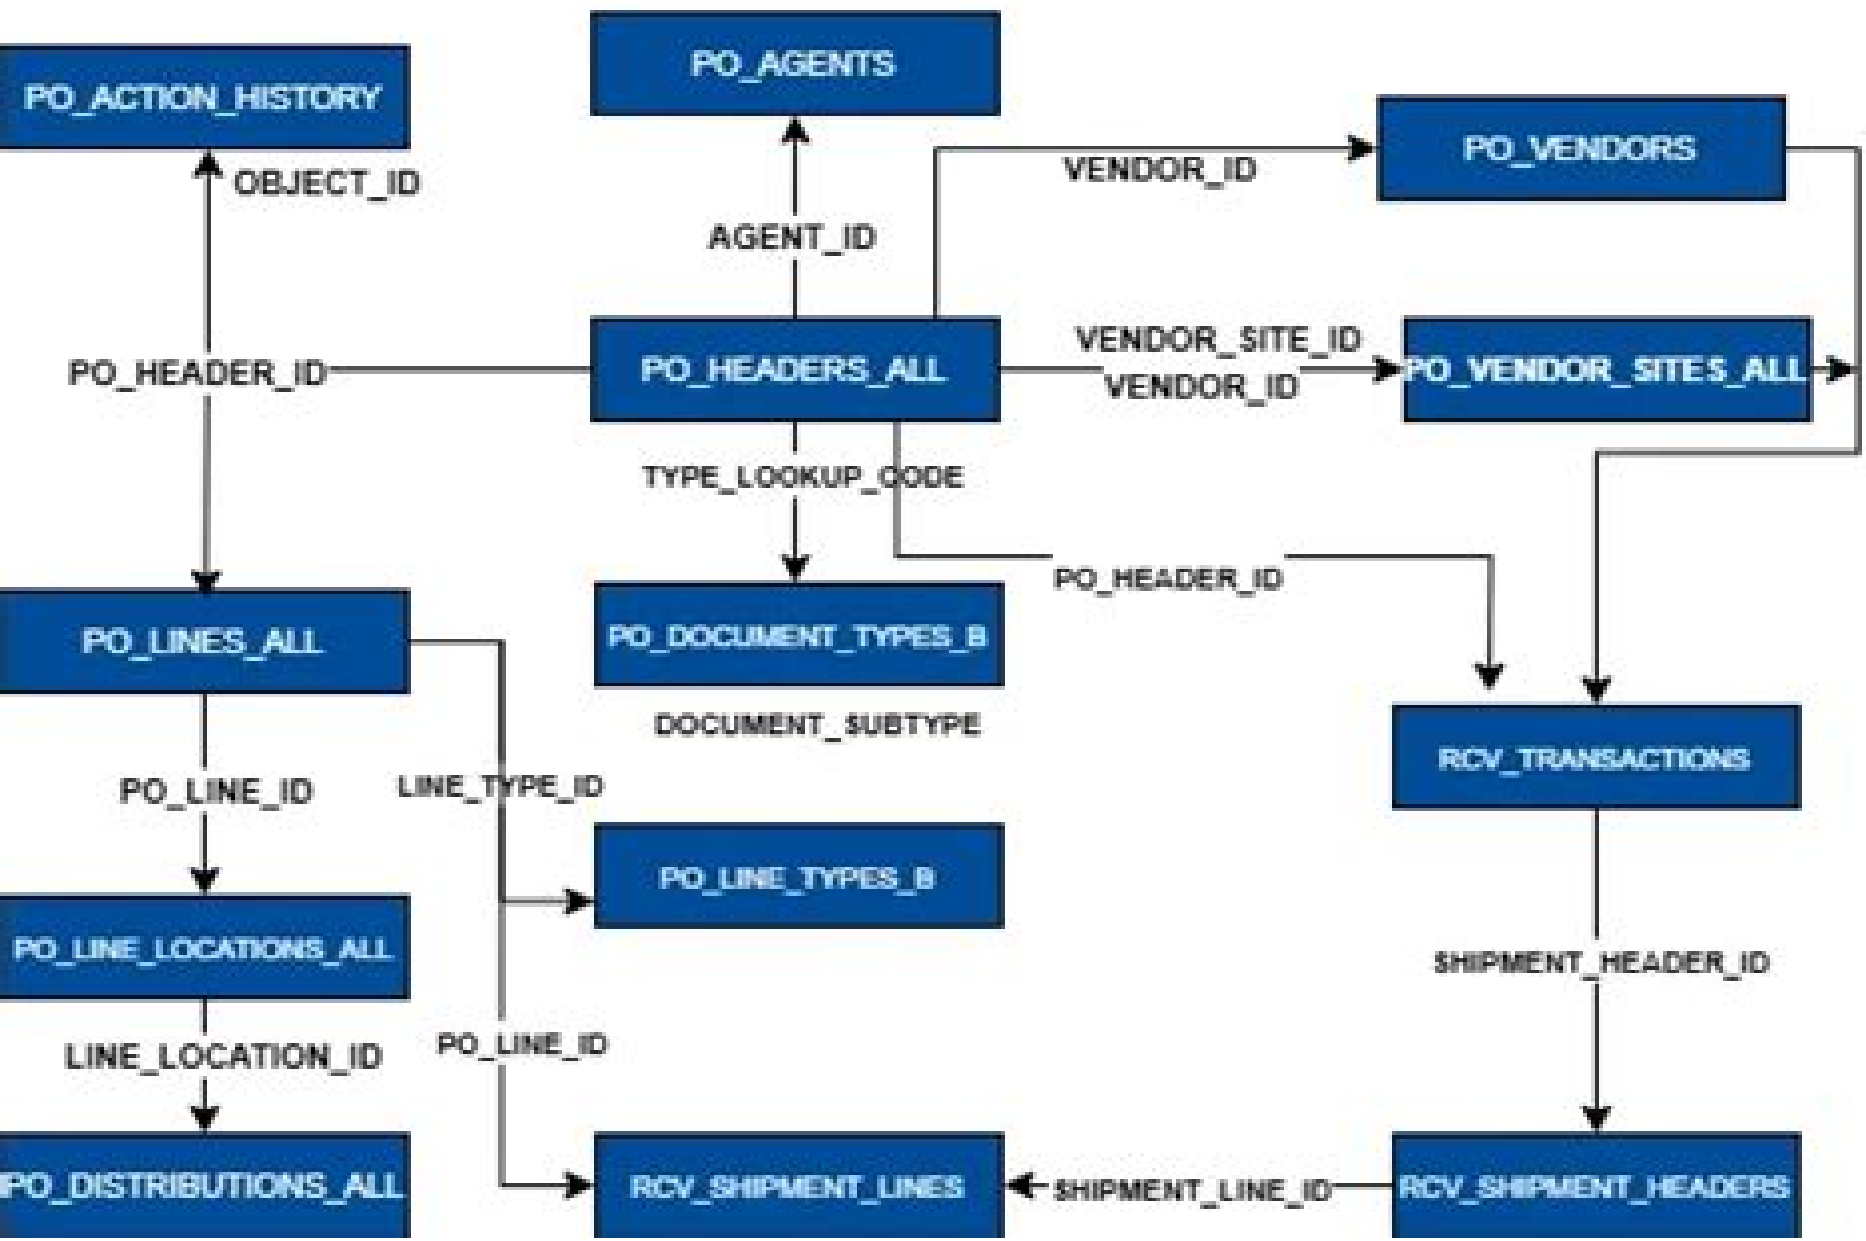 PO_AGENTS
PO_ACTION_HISTORY
PO_VENDORS
VENDOR_ID
OBJECT_ID
AGENT_ID
VENDOR_SITE_ID
PO_HEADER_ID
PO_HEADERS_ALL
VENDOR_ID
PO_VENDOR_SITES_ALL
TYPE_LOOKUP_CODE
PO_HEADER_ID
PO_LINES_ALL
PO_DOCUMENT_TYPES_B
DOCUMENT_SUBTYPE
RCV_TRANSACTIONS
PO_LINE_ID
LINE_TYPE_ID
PO_LINE_TYPES_B
PO_LINE_LOCATIONS_ALL
SHIPMENT_HEADER_ID
LINE_LOCATION_ID
PO_LINE_ID
PO_DISTRIBUTIONS_ALL
RCV_SHIPMENT_LINES
SHIPMENT_LINE_ID
RCV_SHIPMENT_HEADERS